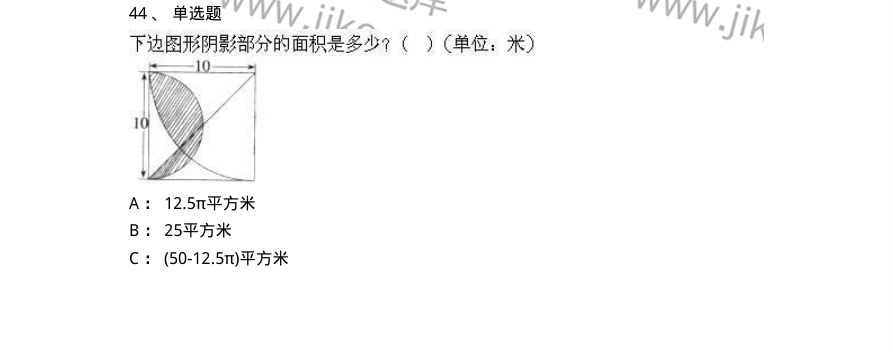 44 、 单选题
下边图形阴影部分的面积是多少?（ ）（单位：米）
10
10
A ： 12.5π平方米
B ： 25平方米
C ： (50-12.5π)平方米